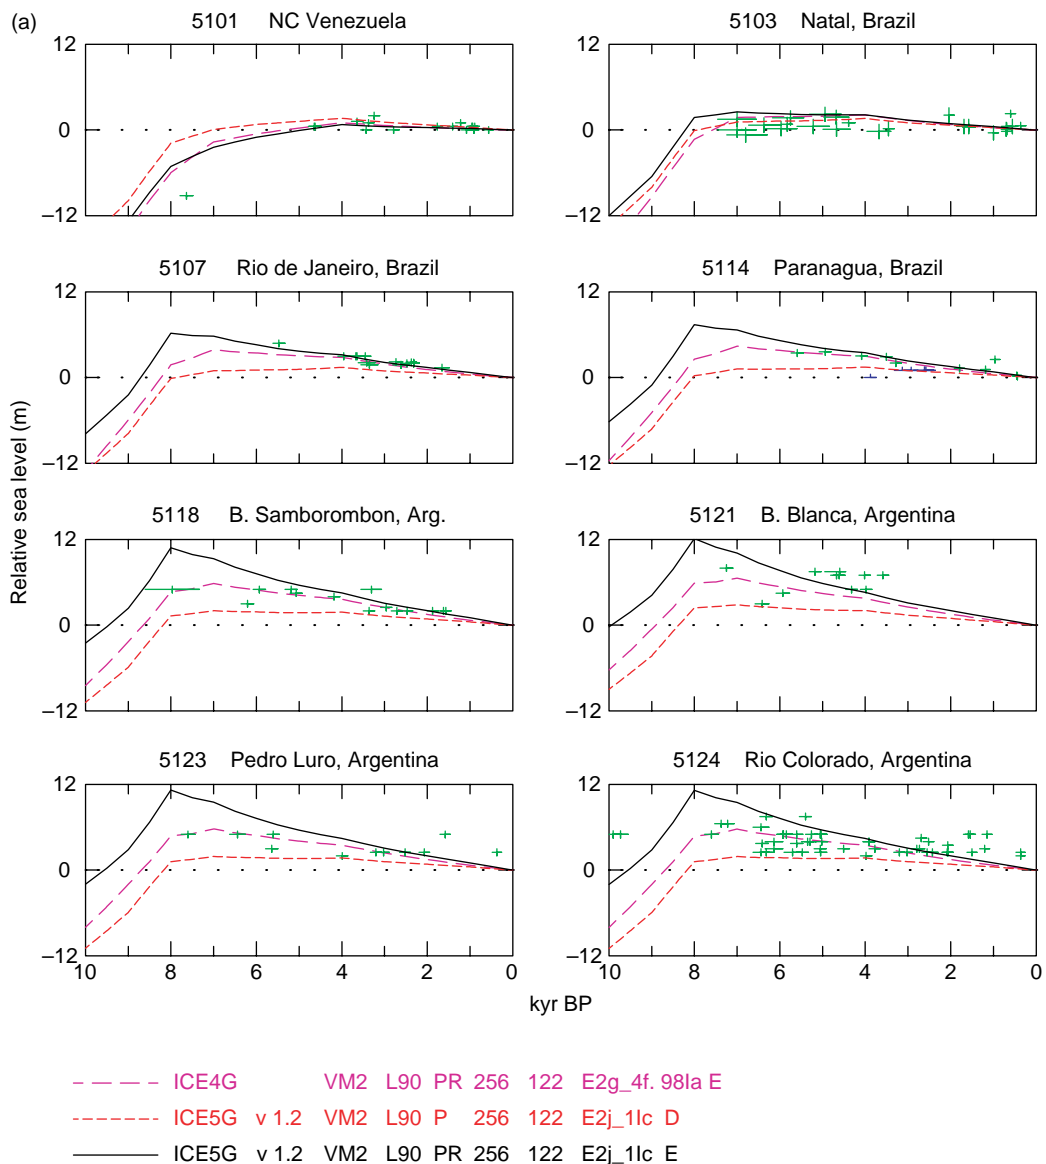 (a)
5101 NC Venezuela
5103 Natal, Brazil
12
0
–12
12
0
–12
5107 Rio de Janeiro, Brazil
5114 Paranagua, Brazil
12
0
–12
12
0
–12
5118 B. Samborombon, Arg.
5121 B. Blanca, Argentina
12
0
–12
12
0
–12
5123 Pedro Luro, Argentina
5124 Rio Colorado, Argentina
12
0
–12
12
0
–12
10 8 6 4 2 0
10 8 6 4 2 0
Relative sea level (m)
kyr BP
ICE4G VM2 L90 PR 256 122 E2g_4f. 98la E
ICE5G v 1.2 VM2 L90 P 256 122 E2j_1lc D
ICE5G v 1.2 VM2 L90 PR 256 122 E2j_1lc E